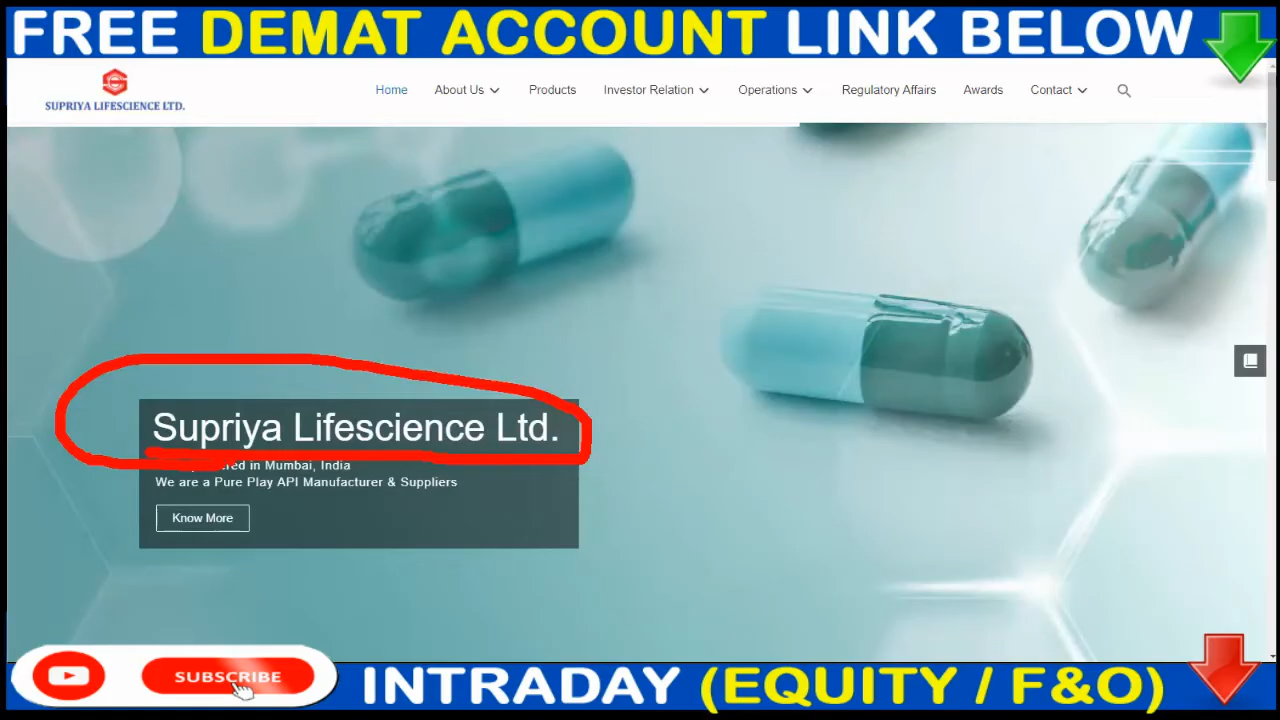 FREE DEMAT ACCOUNT LINK BELOW
SUPRIYA LIFESCIENCE LTD.
Home About Us Products Investor Relation Operations Regulatory Affairs Awards Contact
Supriya Lifescience Ltd.
in Mumbai, India
We are a Pure Play API Manufacturer & Suppliers
Know More
SUBSCRIBE
INTRADAY (EQUITY / F&O)